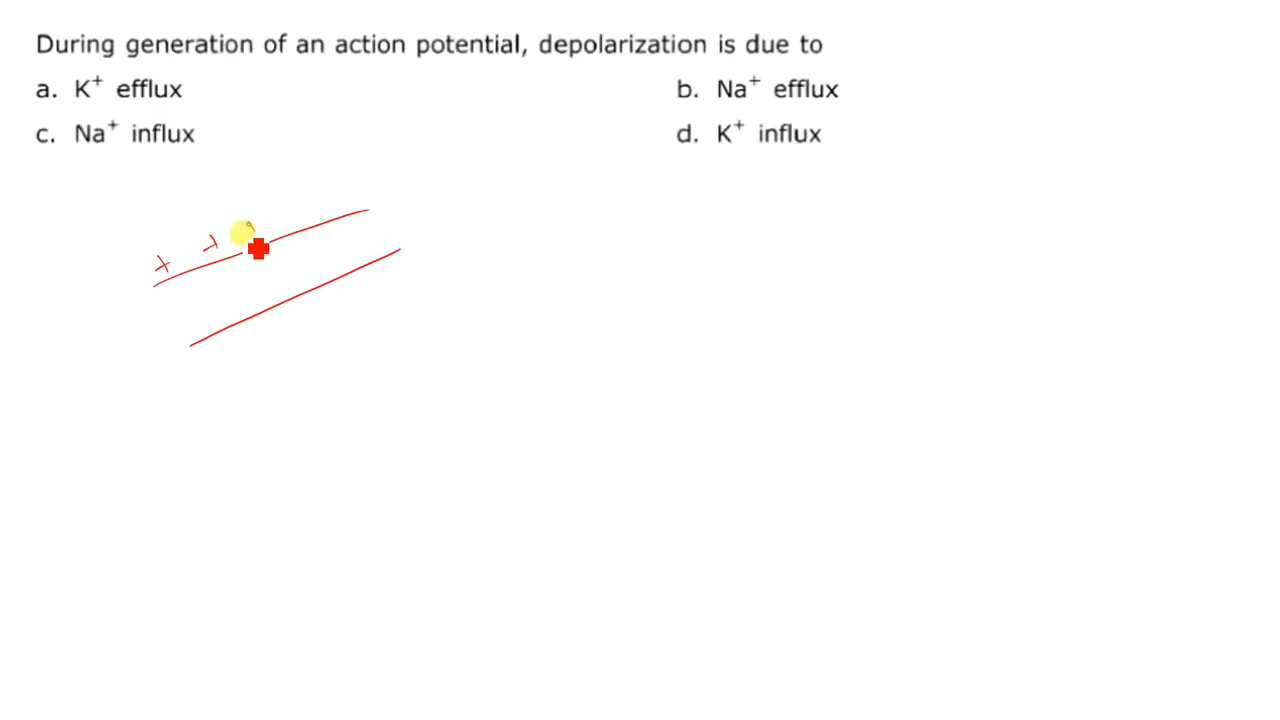 During generation of an action potential, depolarization is due to
a. K⁺ efflux b. Na⁺ efflux
c. Na⁺ influx d. K⁺ influx
+ +